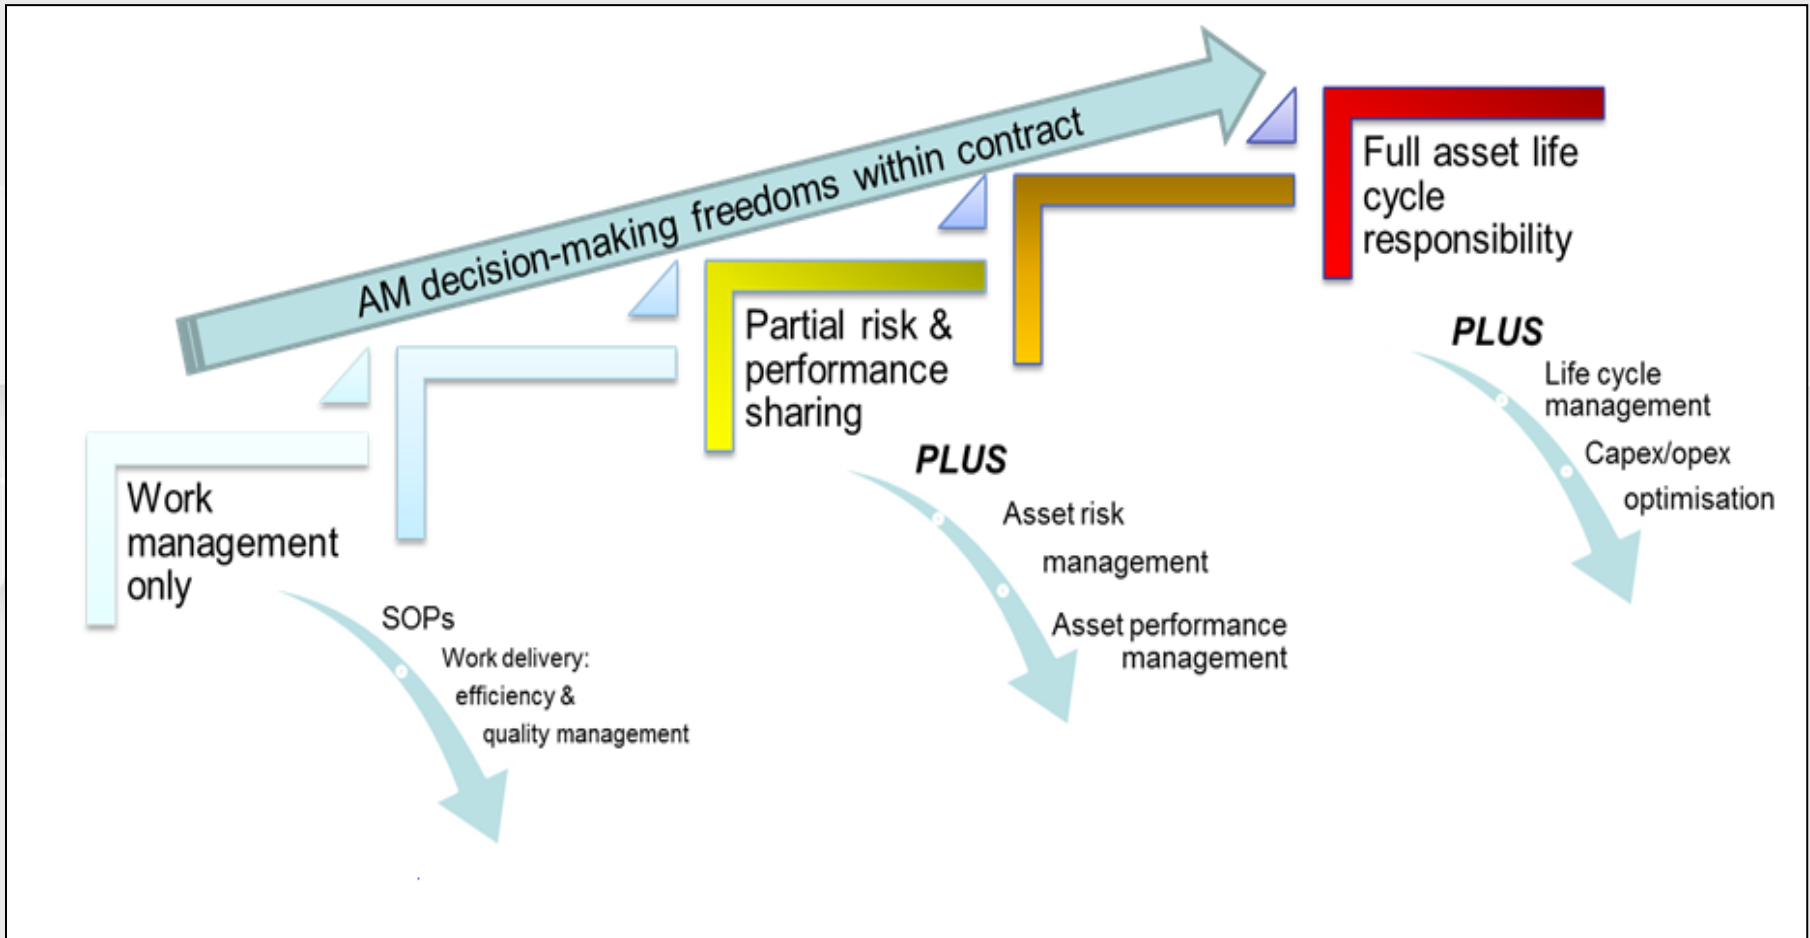 AM decision-making freedoms within contract
Work
management
only
SOPs
Work delivery:
efficiency &
quality management
Partial risk &
performance
sharing
PLUS
Asset risk
management
Asset performance
management
Full asset life
cycle
responsibility
PLUS
Life cycle
management
Capex/opex
optimisation